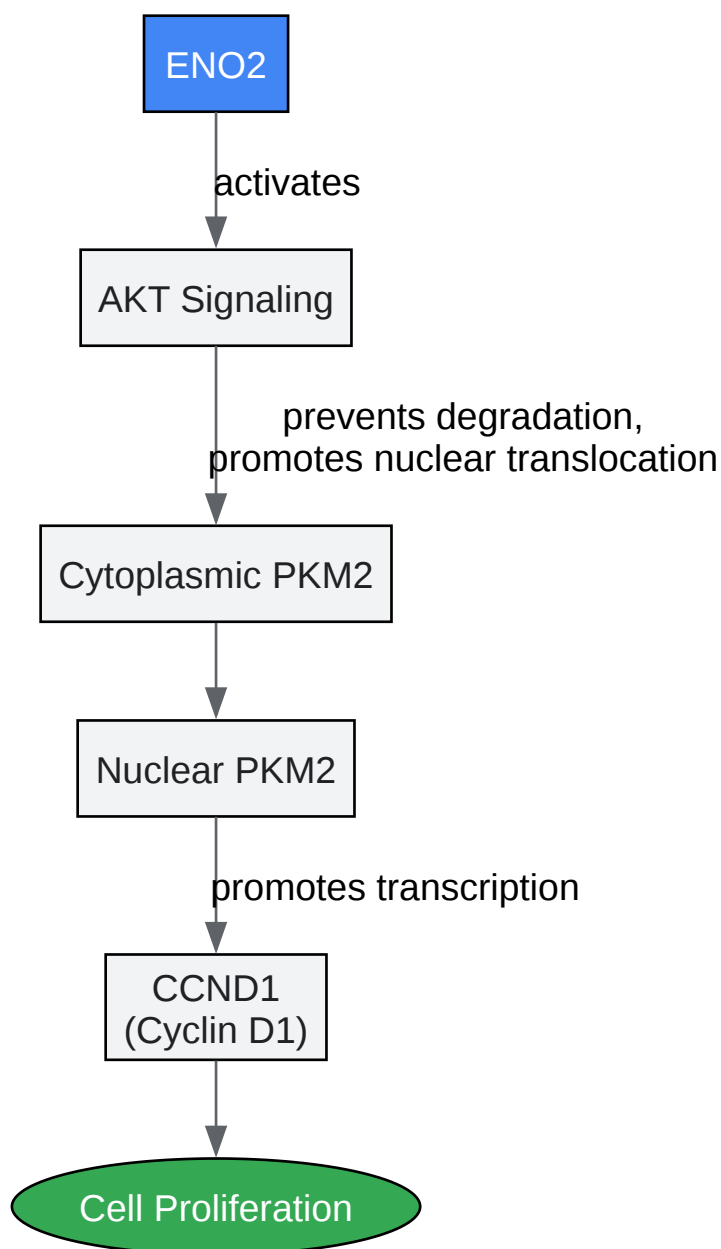 ENO2
activates
AKT Signaling
prevents degradation,
promotes nuclear translocation
Cytoplasmic PKM2
Nuclear PKM2
promotes transcription
CCND1
(Cyclin D1)
Cell Proliferation